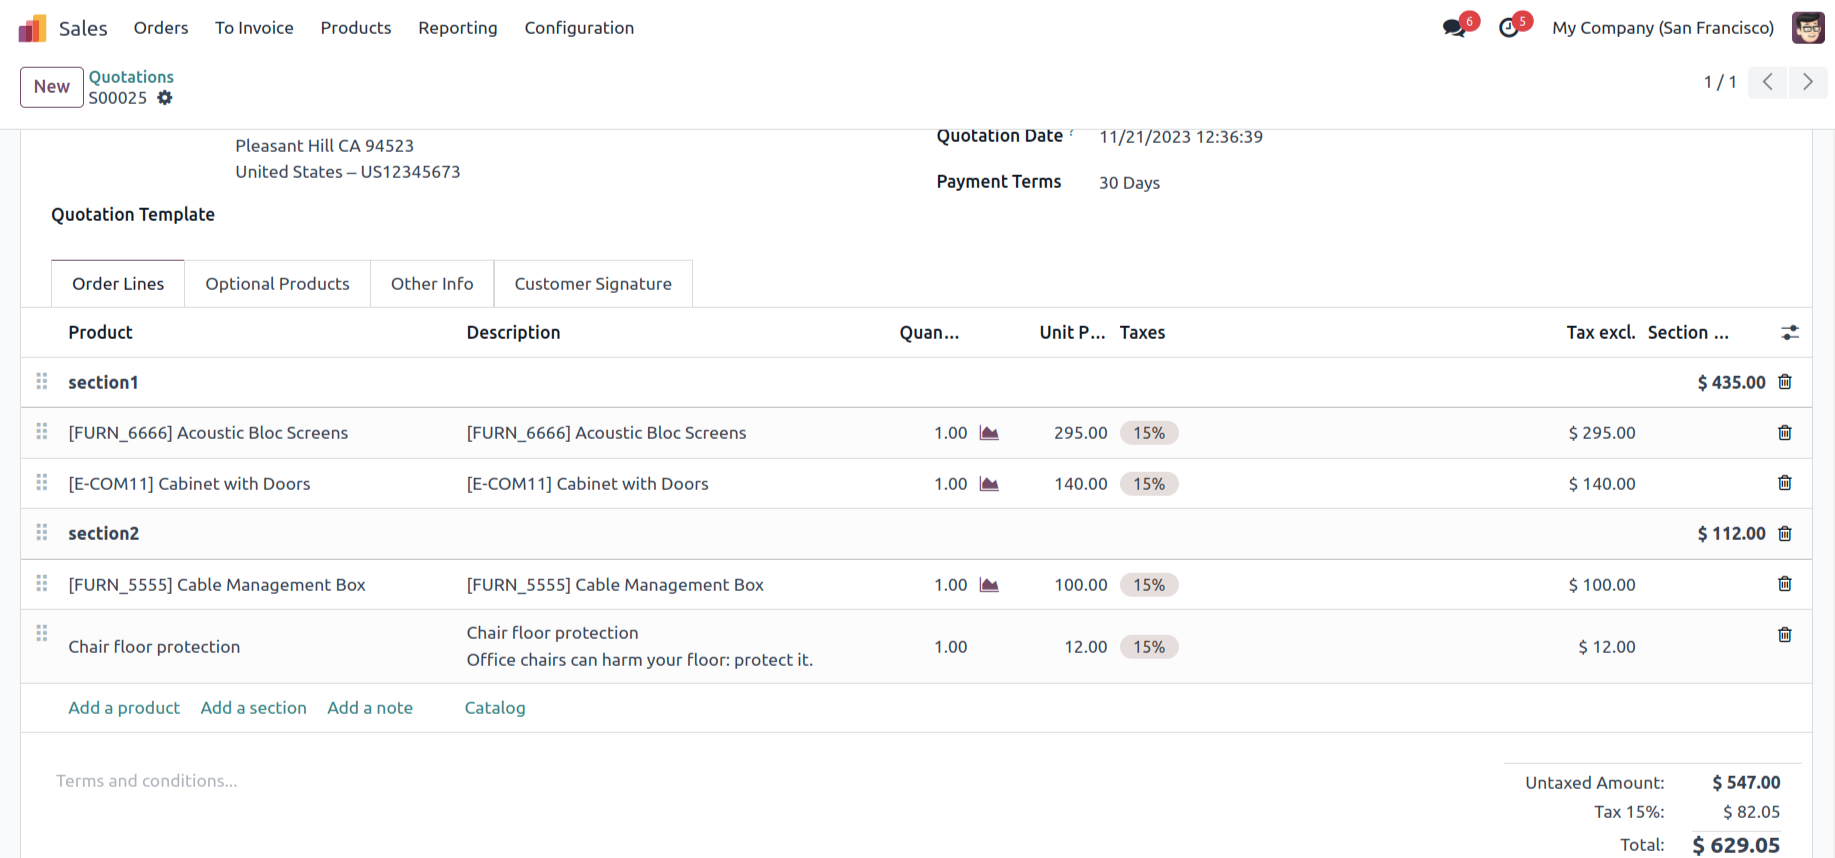 Sales Orders To Invoice Products Reporting Configuration 6 5 My Company (San Francisco)
New Quotations 1 / 1
S00025
Pleasant Hill CA 94523 Quotation Date ? 11/21/2023 12:36:39
United States – US12345673
Payment Terms 30 Days
Quotation Template
Order Lines Optional Products Other Info Customer Signature
Product Description Quan... Unit P... Taxes Tax excl. Section ...
section1 $ 435.00
[FURN_6666] Acoustic Bloc Screens [FURN_6666] Acoustic Bloc Screens 1.00 295.00 15% $ 295.00
[E-COM11] Cabinet with Doors [E-COM11] Cabinet with Doors 1.00 140.00 15% $ 140.00
section2 $ 112.00
[FURN_5555] Cable Management Box [FURN_5555] Cable Management Box 1.00 100.00 15% $ 100.00
Chair floor protection Chair floor protection 1.00 12.00 15% $ 12.00
Office chairs can harm your floor: protect it.
Add a product Add a section Add a note Catalog
Terms and conditions...
Untaxed Amount: $ 547.00
Tax 15%: $ 82.05
Total: $ 629.05